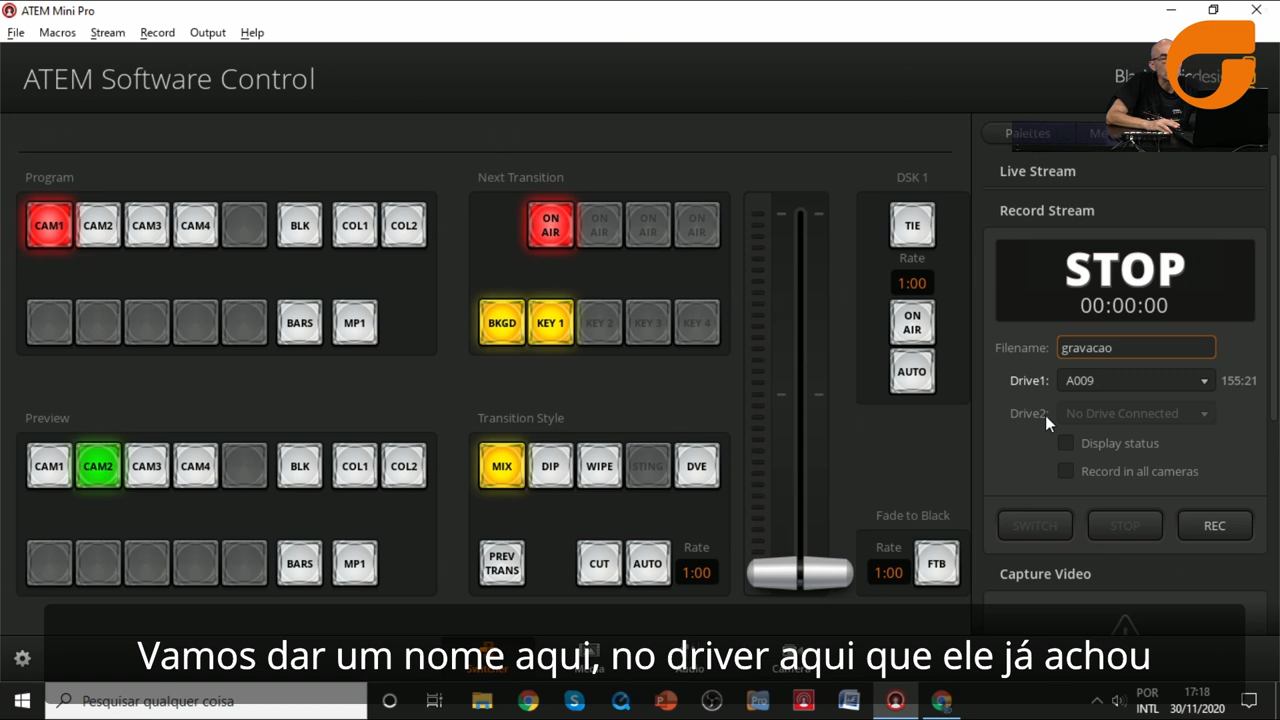 ATEM Mini Pro
File Macros Stream Record Output Help
ATEM Software Control
Palettes
Live Stream
Program
Next Transition
DSK 1
Record Stream
CAM1 CAM2 CAM3 CAM4 BLK COL1 COL2
ON AIR ON AIR ON AIR ON AIR
TIE
Rate
1:00
STOP
00:00:00
BARS MP1
BKGD KEY 1 KEY 2 KEY 3 KEY 4
ON AIR
AUTO
Filename: gravacao
Drive1: A009 155:21
Drive2: No Drive Connected
Display status
Record in all cameras
Preview
Transition Style
CAM1 CAM2 CAM3 CAM4 BLK COL1 COL2
MIX DIP WIPE STING DVE
SWITCH STOP REC
Fade to Black
BARS MP1
PREV TRANS CUT AUTO
Rate
1:00
Rate
1:00
FTB
Capture Video
Vamos dar um nome aqui, no driver aqui que ele já achou
Pesquisar qualquer coisa
POR
INTL
17:18
30/11/2020